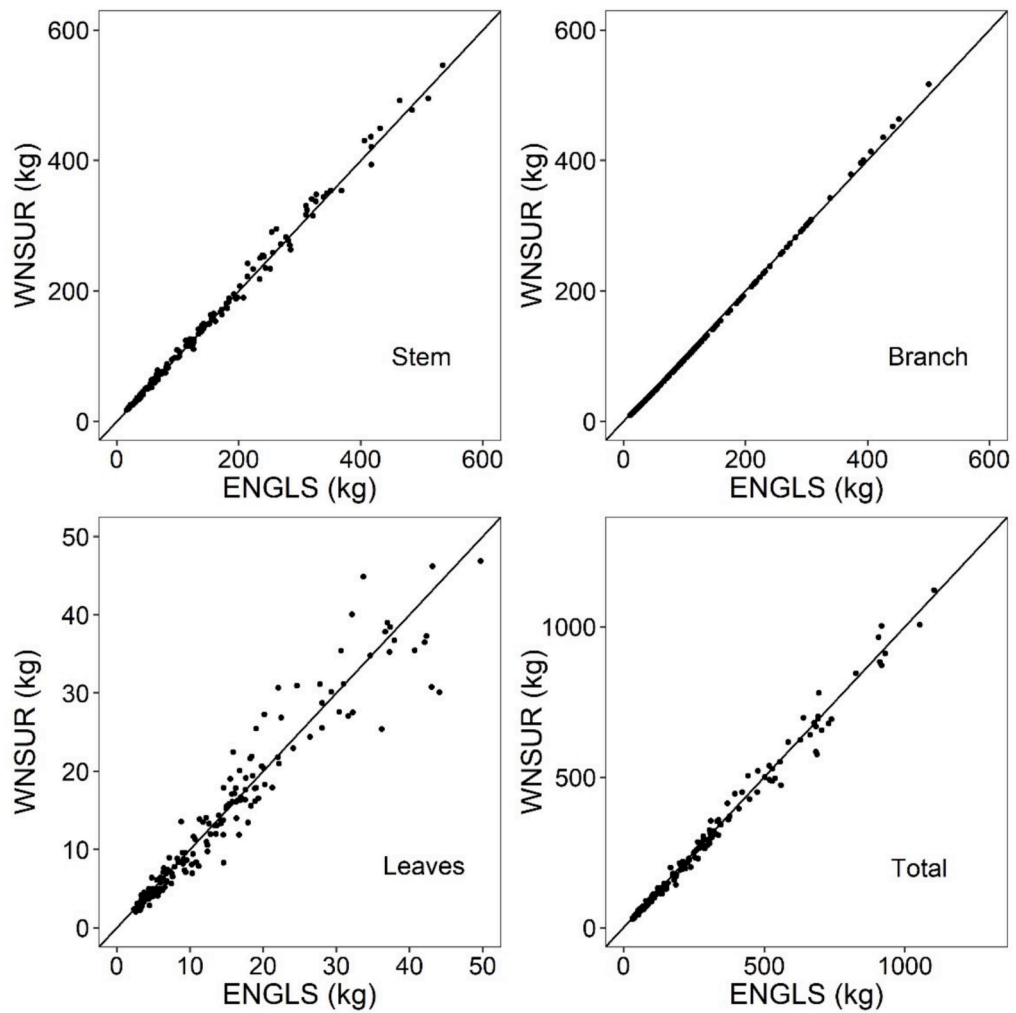 600
400
200
0
WNSUR (kg)
Stem
0 200 400 600
ENGLS (kg)
600
400
200
0
WNSUR (kg)
Branch
0 200 400 600
ENGLS (kg)
50
40
30
20
10
0
WNSUR (kg)
Leaves
0 10 20 30 40 50
ENGLS (kg)
1000
500
0
WNSUR (kg)
Total
0 500 1000
ENGLS (kg)